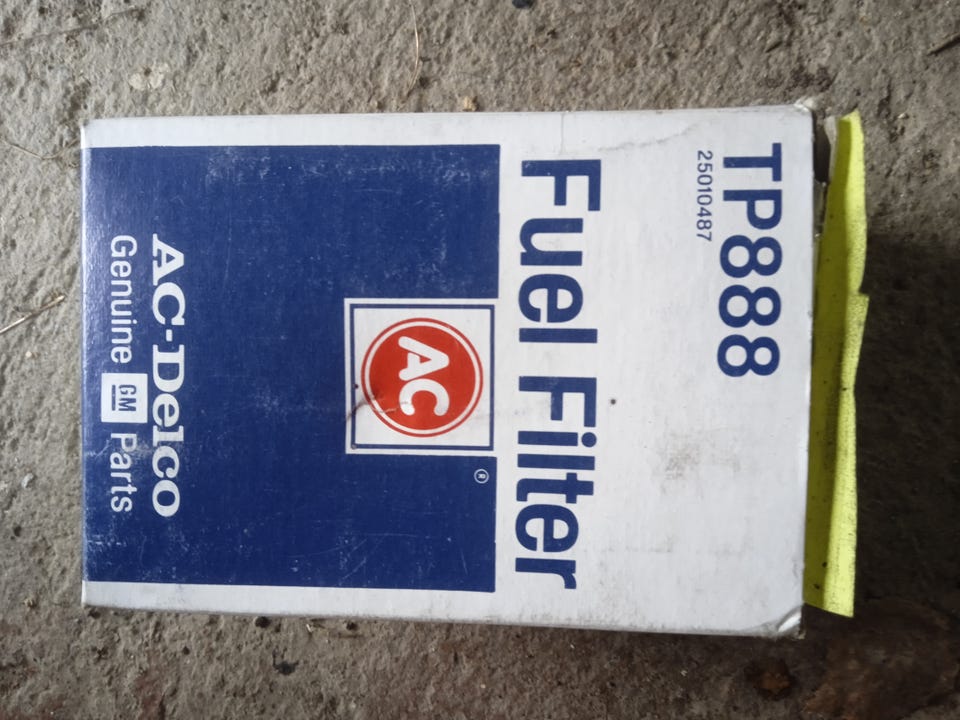 TP888
25010487
Fuel Filter
AC
®
AC-Delco
Genuine GM Parts